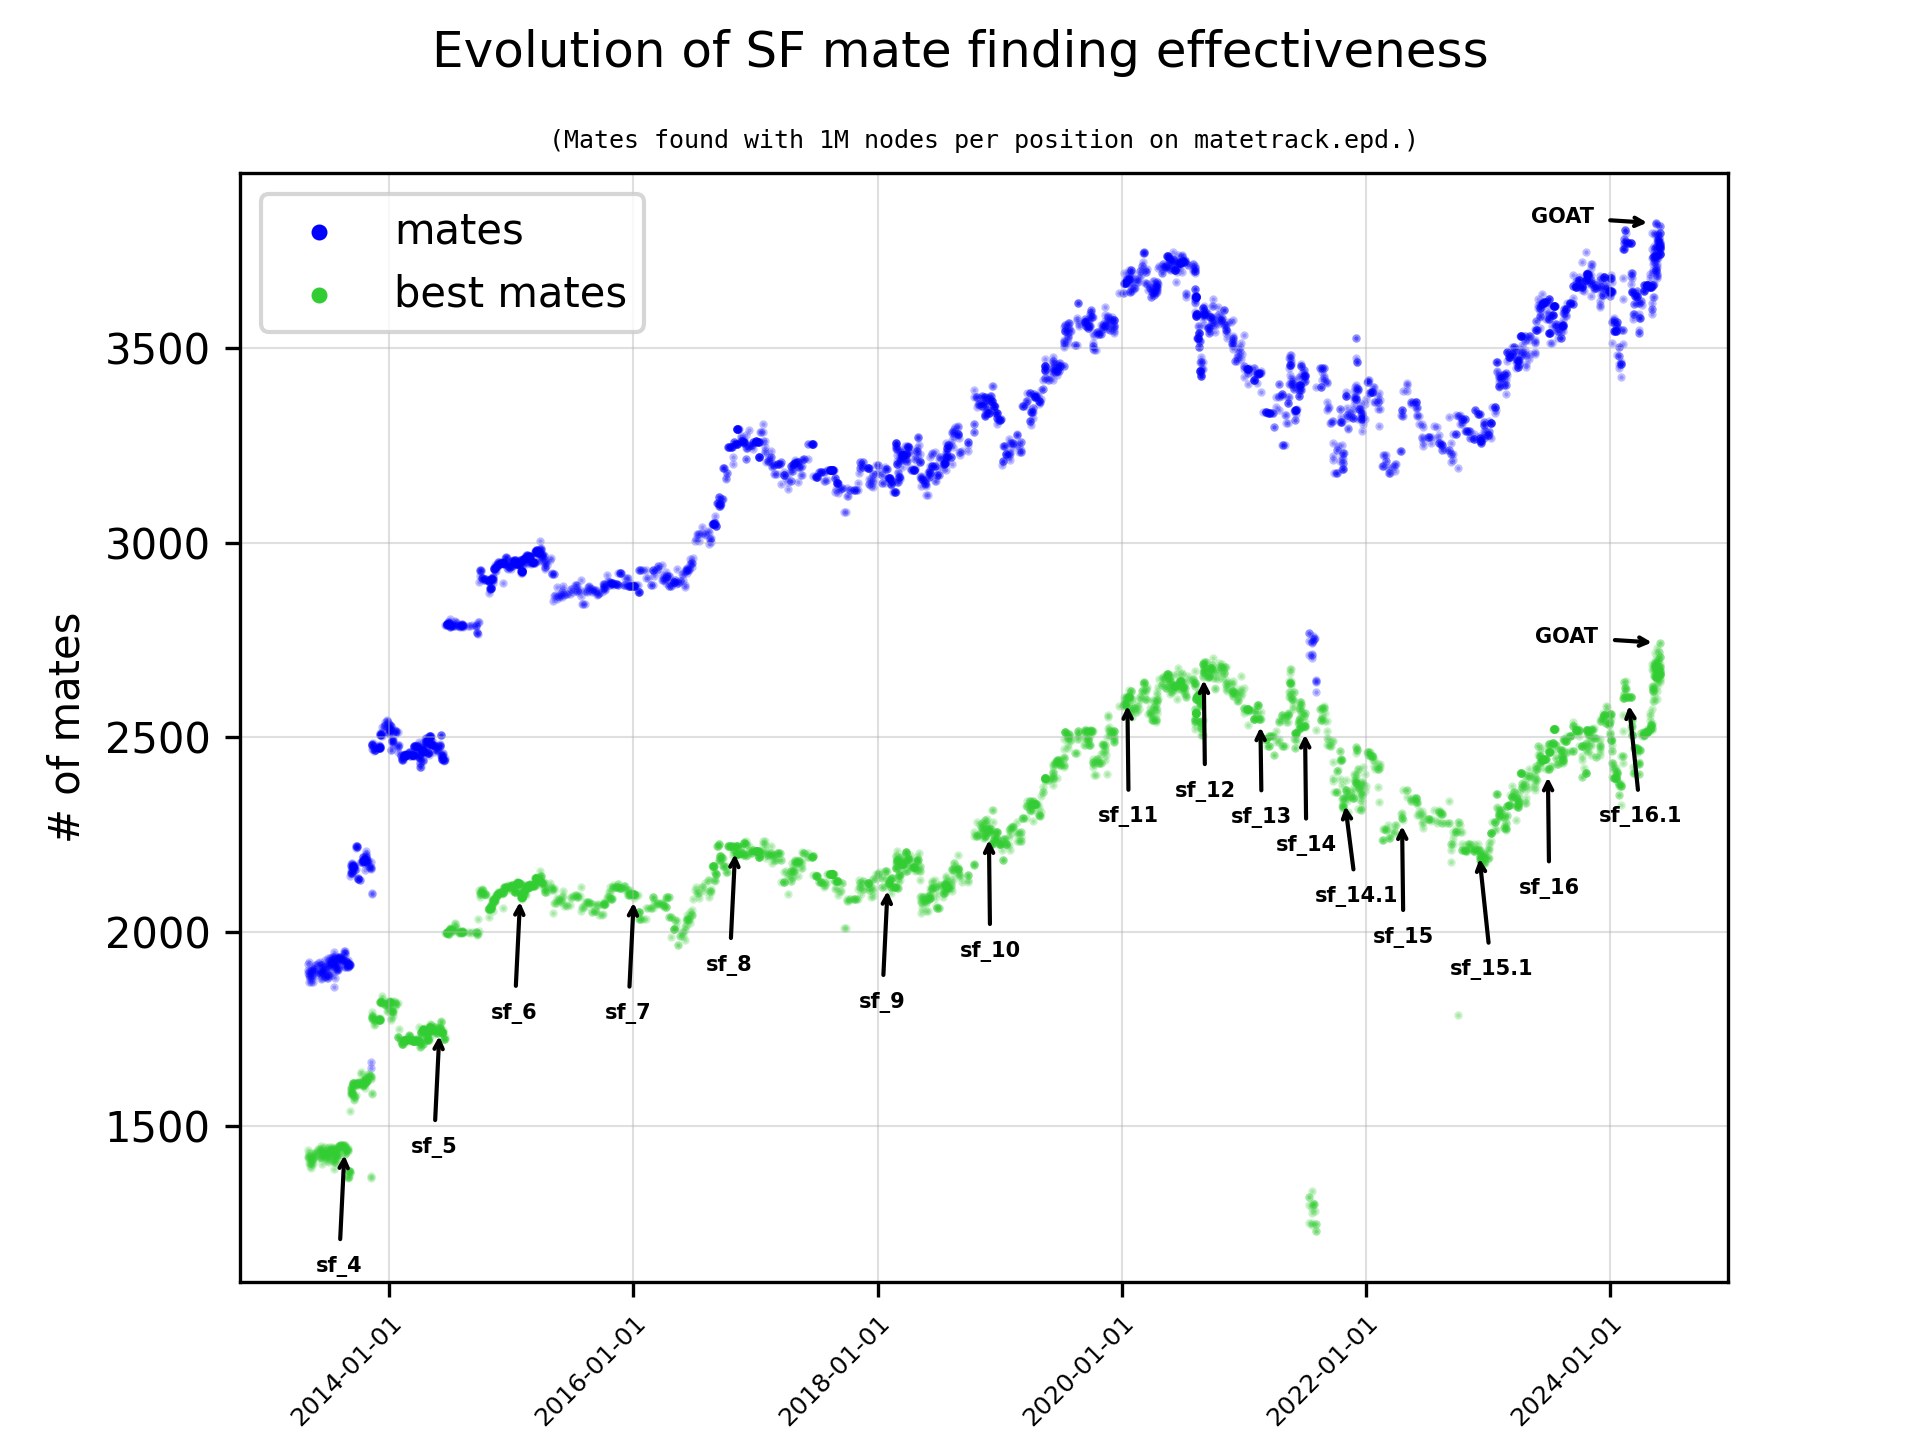 Evolution of SF mate finding effectiveness
(Mates found with 1M nodes per position on matetrack.epd.)
mates
best mates
GOAT
GOAT
# of mates
3500
3000
2500
2000
1500
sf_4
sf_5
sf_6
sf_7
sf_8
sf_9
sf_10
sf_11
sf_12
sf_13
sf_14
sf_14.1
sf_15
sf_15.1
sf_16
sf_16.1
2014-01-01
2016-01-01
2018-01-01
2020-01-01
2022-01-01
2024-01-01